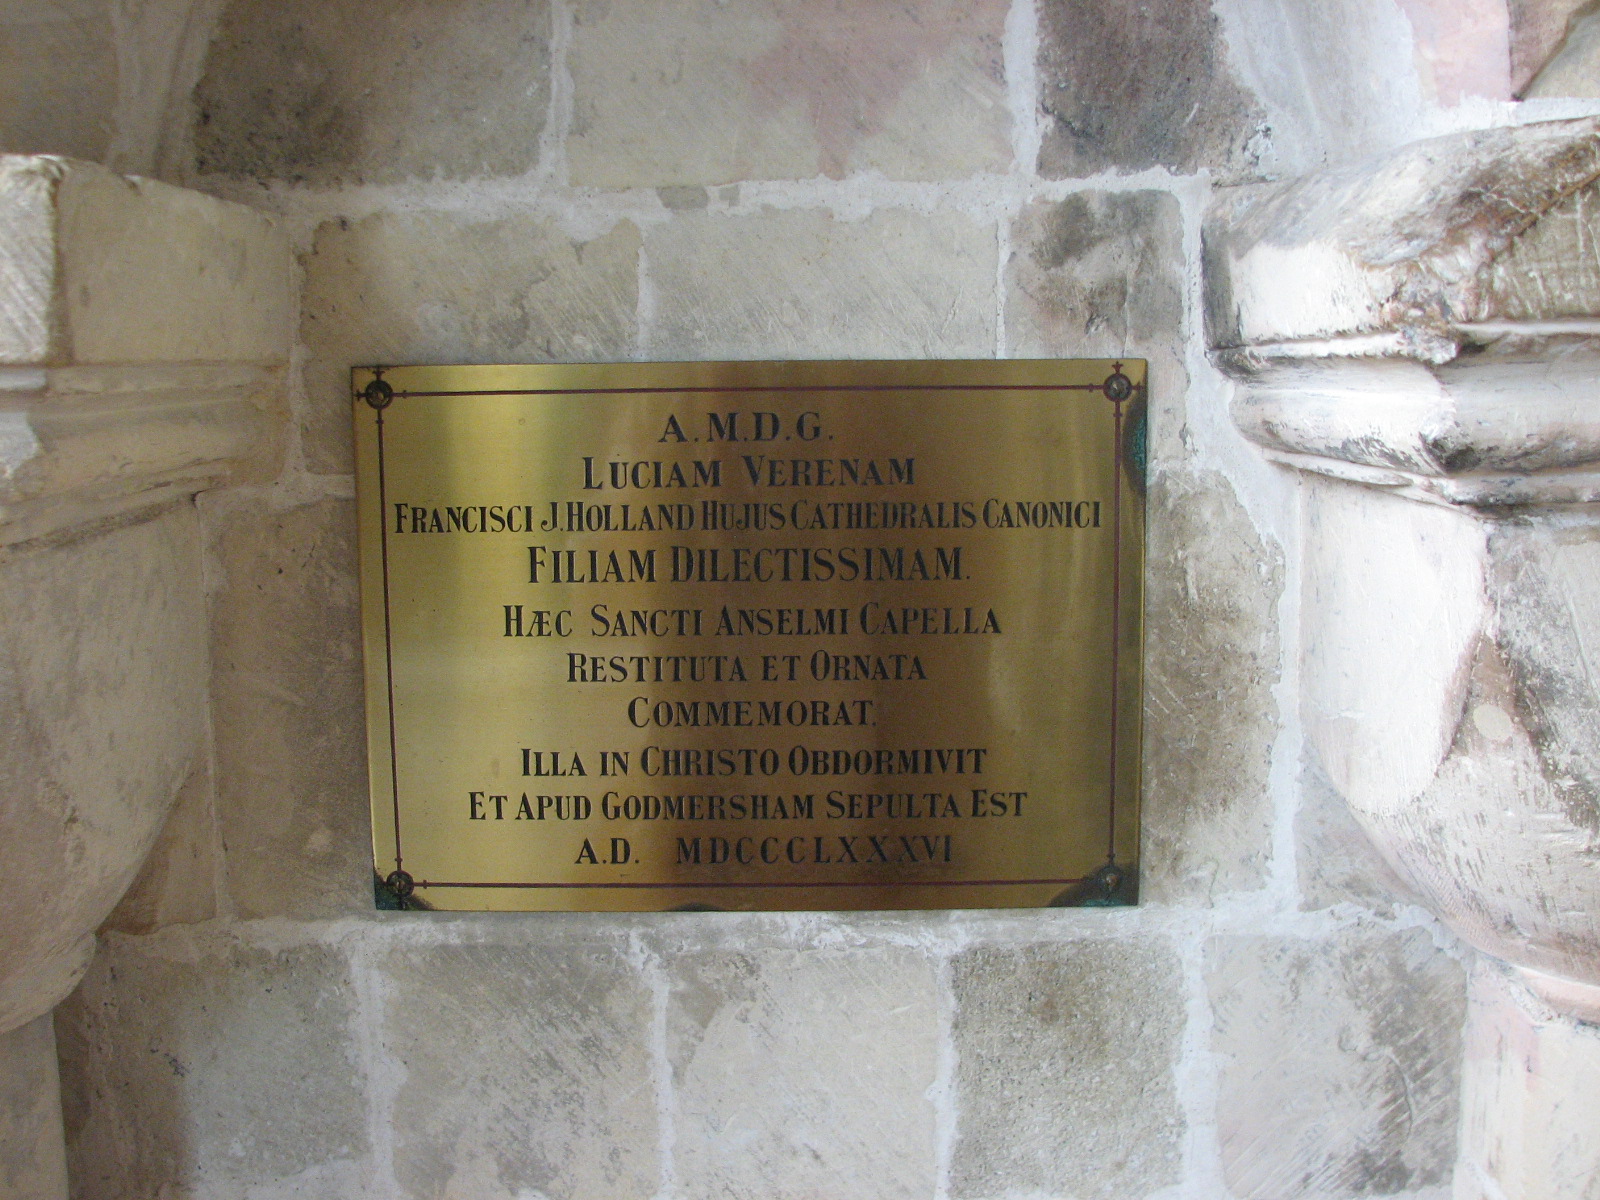 A.M.D.G.
LUCIAM VERENAM
FRANCISCI J. HOLLAND HUJUS CATHEDRALIS CANONICI
FILIAM DILECTISSIMAM.
HÆC SANCTI ANSELMI CAPELLA
RESTITUTA ET ORNATA
COMMEMORAT.
ILLA IN CHRISTO OBDORMIVIT
ET APUD GODMERSHAM SEPULTA EST
A.D. MDCCCLXXXVI